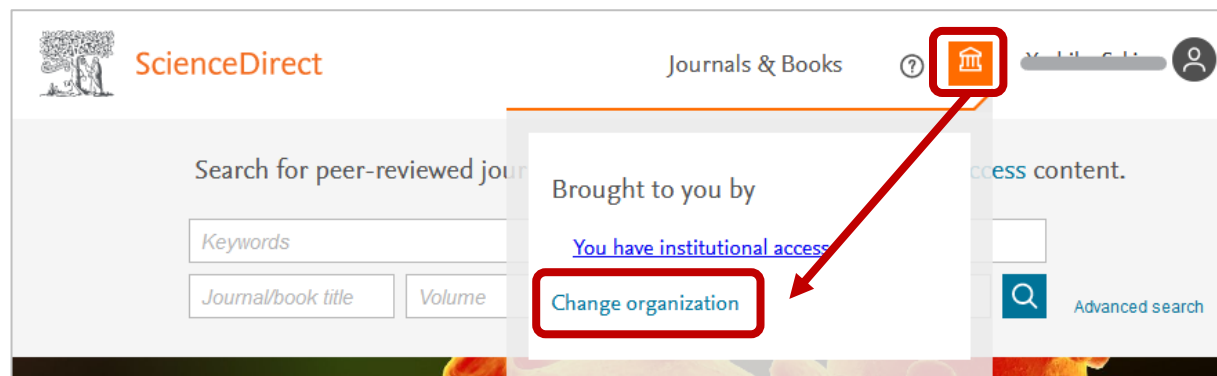 ScienceDirect
Journals & Books
?
Search for peer-reviewed jour
ccess content.
Brought to you by
Keywords
You have institutional access
Journal/book title
Volume
Change organization
Advanced search